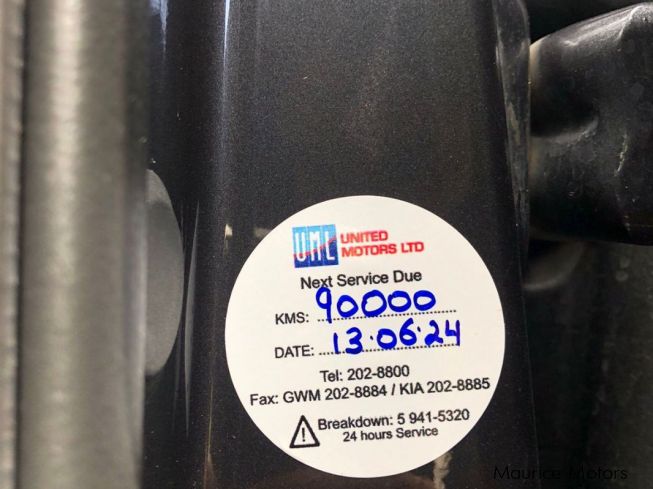 UML UNITED
MOTORS LTD
Next Service Due
KMS: 90000
DATE: 13.06.24
Tel: 202-8800
Fax: GWM 202-8884 / KIA 202-8885
Breakdown: 5 941-5320
24 hours Service
Maurice Motors